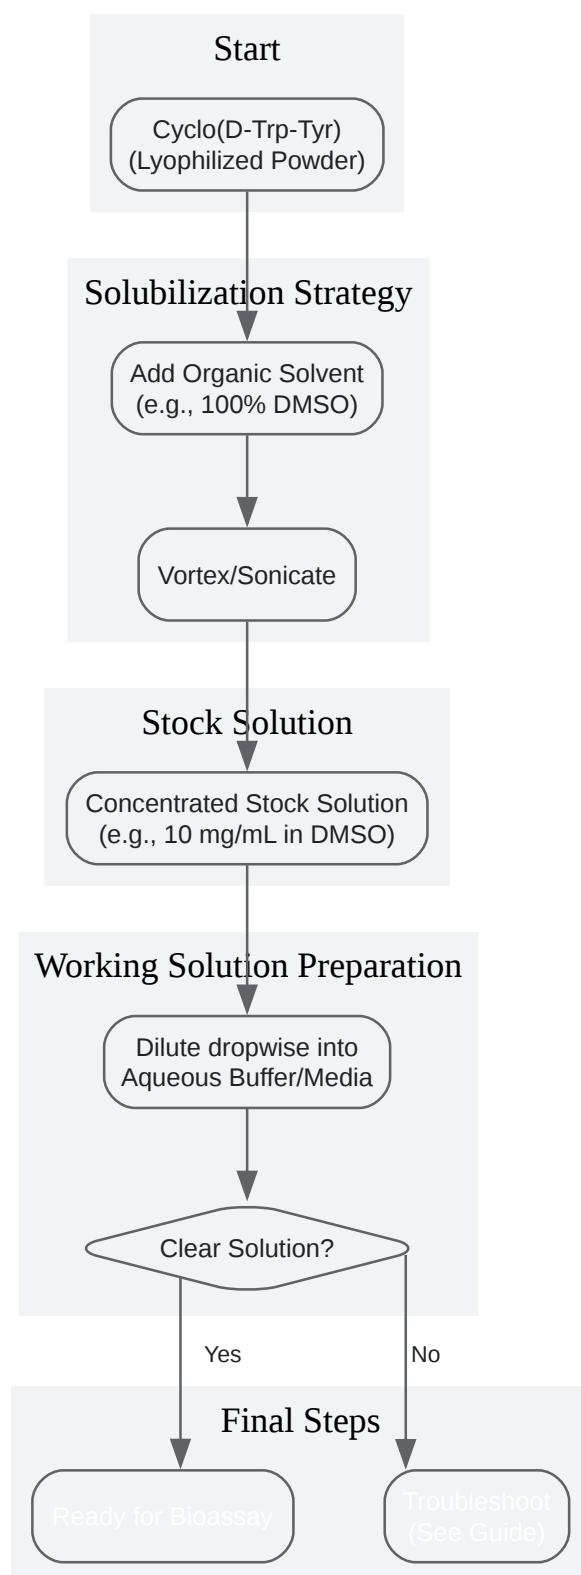 Start
Cyclo(D-Trp-Tyr)
(Lyophilized Powder)
Solubilization Strategy
Add Organic Solvent
(e.g., 100% DMSO)
Vortex/Sonicate
Stock Solution
Concentrated Stock Solution
(e.g., 10 mg/mL in DMSO)
Working Solution Preparation
Dilute dropwise into
Aqueous Buffer/Media
Clear Solution?
Yes
No
Final Steps
Ready for Bioassay
Troubleshoot
(See Guide)